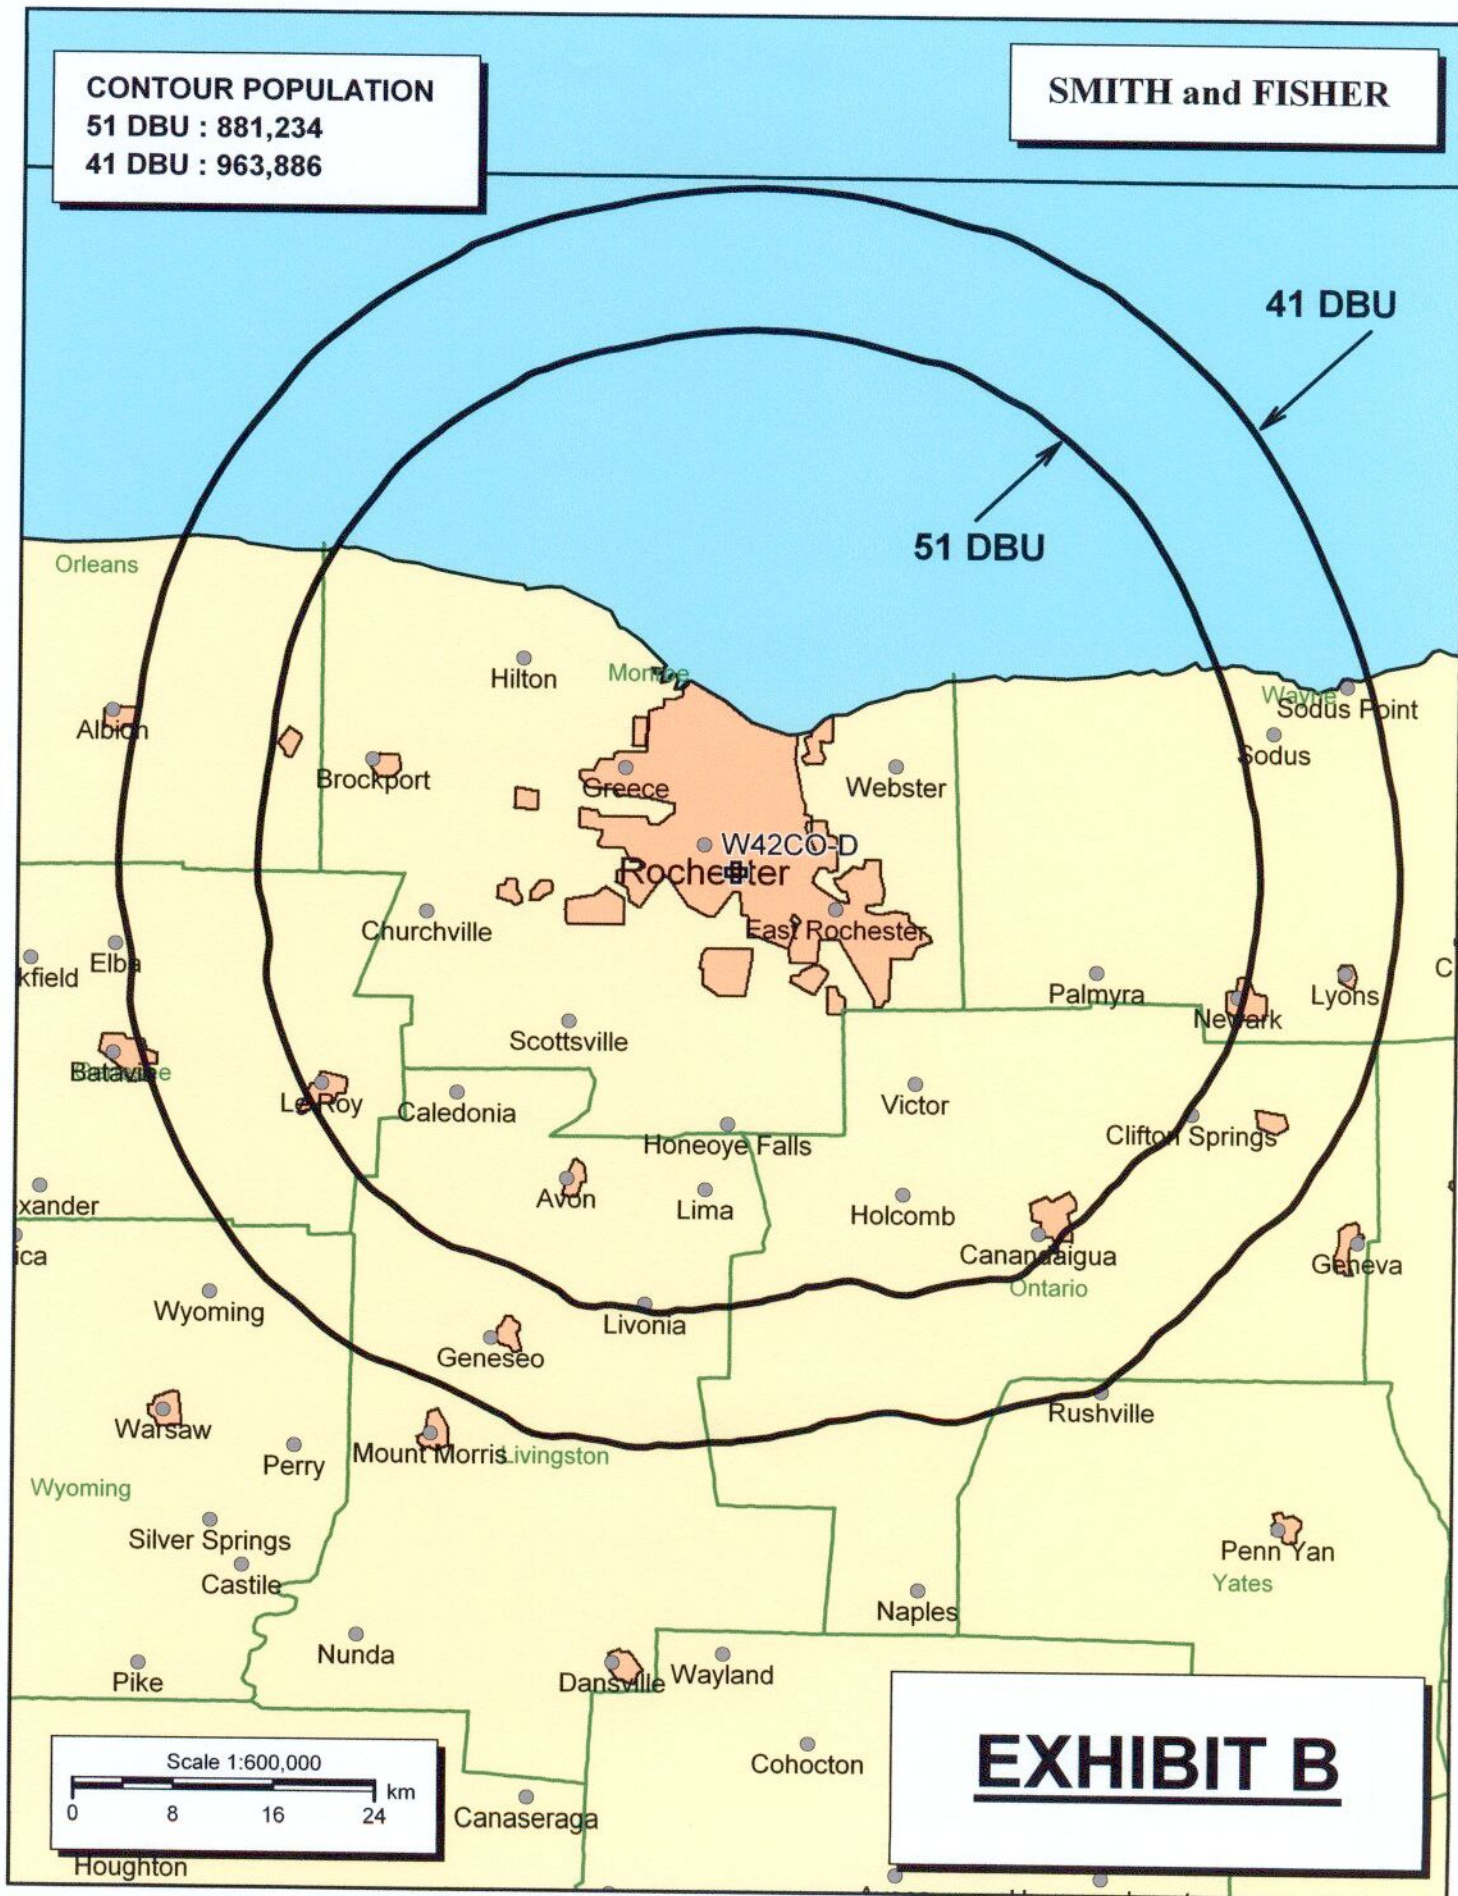 CONTOUR POPULATION
51 DBU : 881,234
41 DBU : 963,886
SMITH and FISHER
41 DBU
51 DBU
Orleans
Hilton
Monroe
Wayne
Sodus Point
Albion
Sodus
Brockport
Greece
Webster
W42CO-D
Rochester
Churchville
East Rochester
Elba
kfield
C
Palmyra
Lyons
Newark
Scottsville
Batavia
Le Roy
Caledonia
Victor
Clifton Springs
Honeoye Falls
Avon
Lima
xander
Holcomb
ica
Canandaigua
Geneva
Ontario
Wyoming
Livonia
Geneseo
Rushville
Warsaw
Mount Morris
Livingston
Perry
Wyoming
Silver Springs
Penn Yan
Castile
Yates
Naples
Nunda
Pike
Dansville
Wayland
EXHIBIT B
Scale 1:600,000
km
0 8 16 24
Cohocton
Canaseraga
Houghton